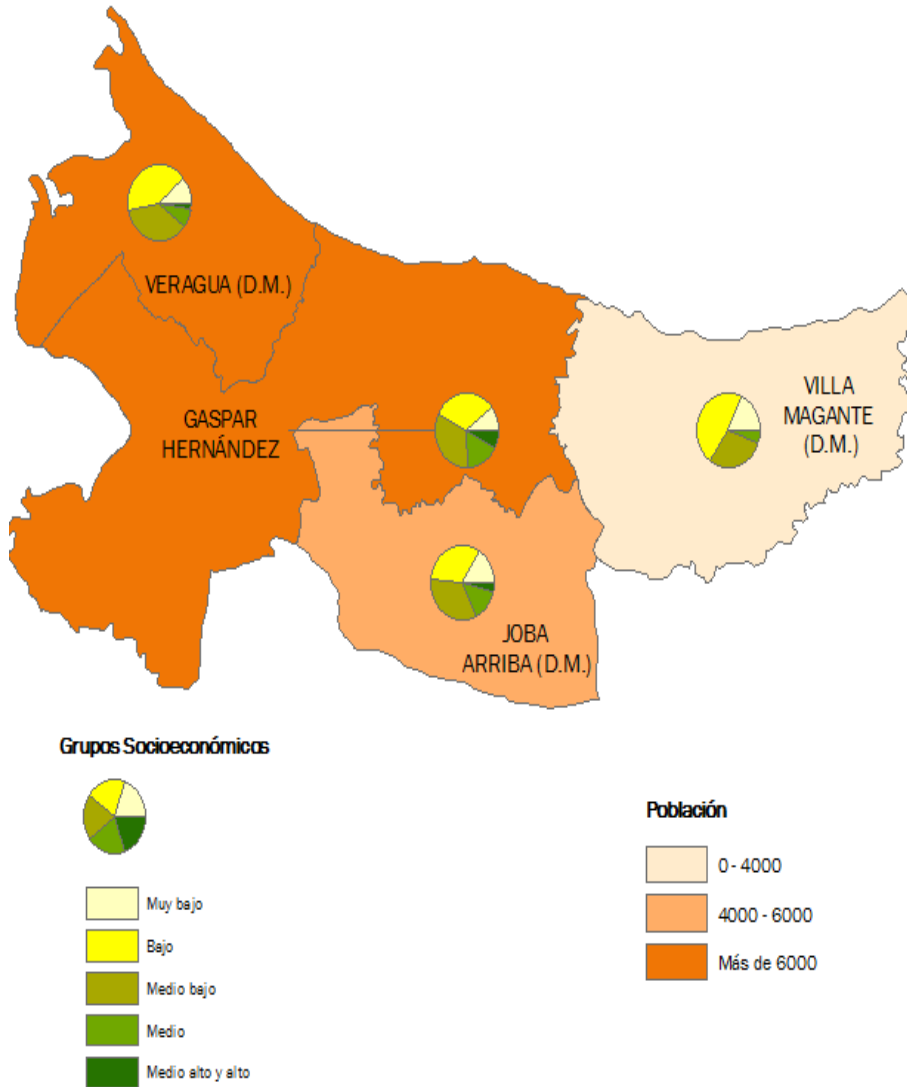 VERAGUA (D.M.)
GASPAR
HERNÁNDEZ
VILLA
MAGANTE
(D.M.)
JOBA
ARRIBA (D.M.)
Grupos Socioeconómicos
Muy bajo
Bajo
Medio bajo
Medio
Medio alto y alto
Población
0 - 4000
4000 - 6000
Más de 6000